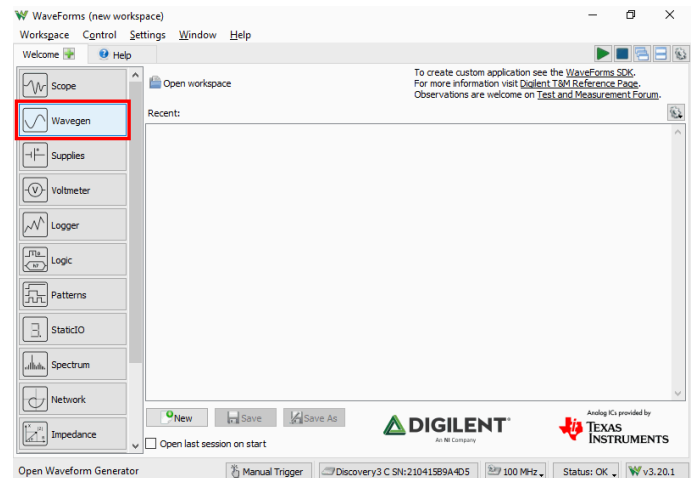 WaveForms (new workspace)
Workspace Control Settings Window Help
Welcome Help
Scope
Wavegen
Supplies
Voltmeter
Logger
Logic
Patterns
StaticIO
Spectrum
Network
Impedance
Open workspace
To create custom application see the WaveForms SDK.
For more information visit Digilent T&M Reference Page.
Observations are welcome on Test and Measurement Forum.
Recent:
New Save Save As
Open last session on start
DIGILENT
An NI Company
Analog ICs provided by
TEXAS
INSTRUMENTS
Open Waveform Generator Manual Trigger Discovery3 C SN:210415B9A4D5 100 MHz Status: OK v3.20.1